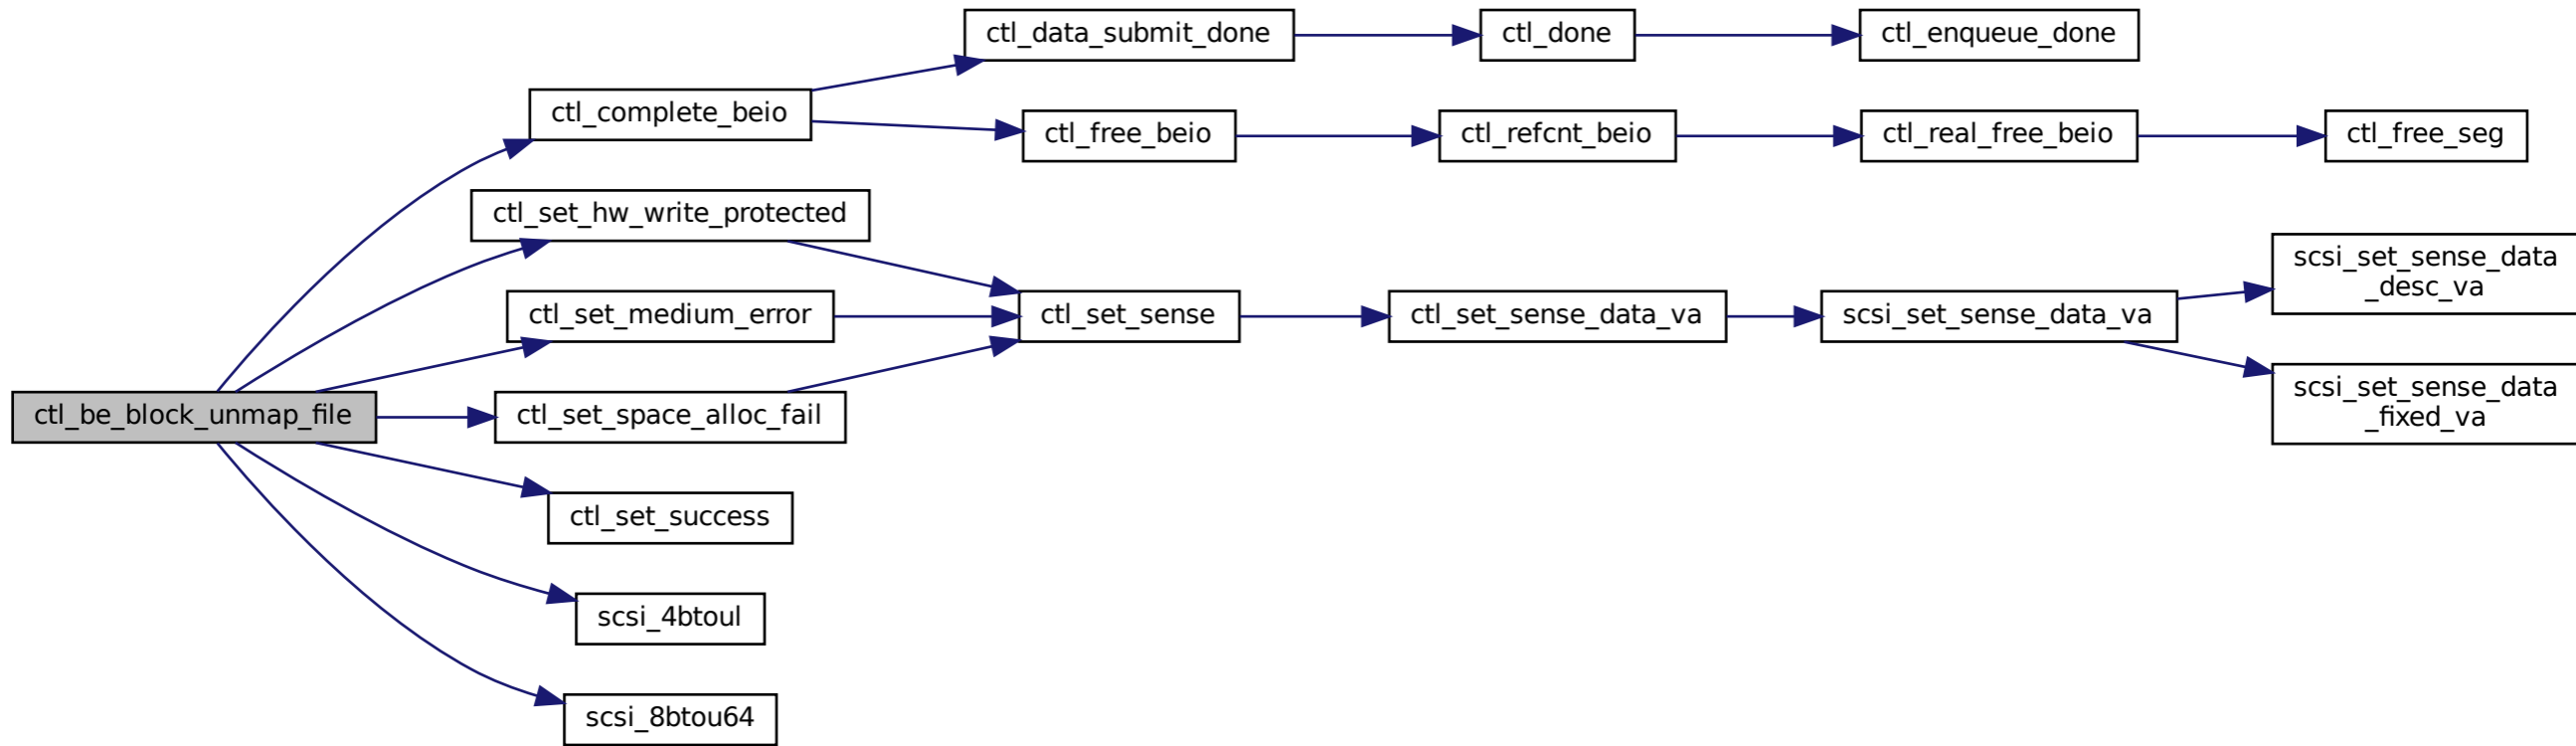 ctl_data_submit_done
ctl_done
ctl_enqueue_done
ctl_complete_beio
ctl_free_beio
ctl_refcnt_beio
ctl_real_free_beio
ctl_free_seg
ctl_set_hw_write_protected
scsi_set_sense_data
_desc_va
ctl_set_medium_error
ctl_set_sense
ctl_set_sense_data_va
scsi_set_sense_data_va
scsi_set_sense_data
_fixed_va
ctl_be_block_unmap_file
ctl_set_space_alloc_fail
ctl_set_success
scsi_4btoul
scsi_8btou64